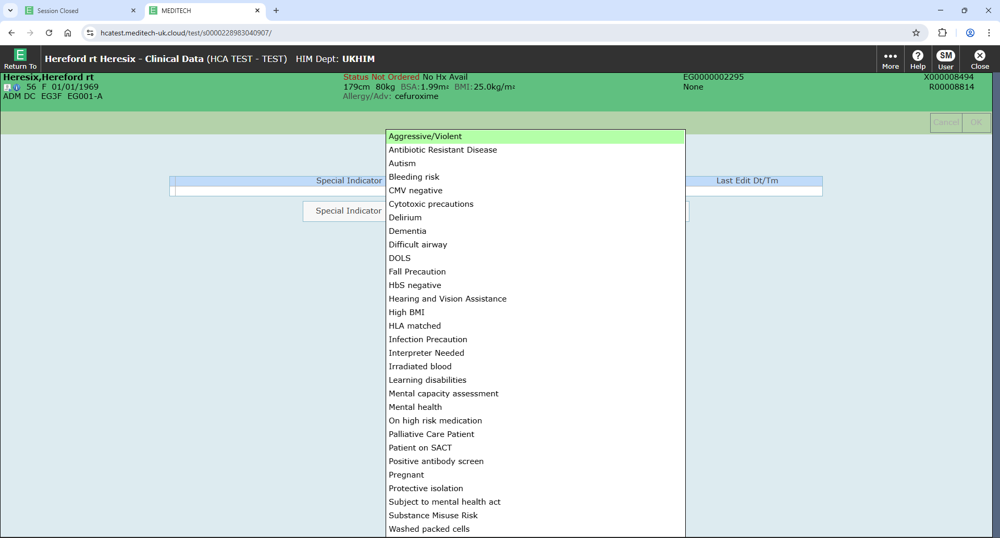 Session Closed
MEDITECH
hcatest.meditech-uk.cloud/test/s0000228983040907/
Return To
Hereford rt Heresix - Clinical Data (HCA TEST - TEST) HIM Dept: UKHIM
More
Help
SM
User
Close
Heresix,Hereford rt
Status Not Ordered No Hx Avail
EG0000002295
X000008494
56 F 01/01/1969
179cm 80kg BSA:1.99m2 BMI:25.0kg/m2
None
R00008814
ADM DC EG3F EG001-A
Allergy/Adv: cefuroxime
Cancel
OK
Special Indicator
Last Edit Dt/Tm
Special Indicator
Aggressive/Violent
Antibiotic Resistant Disease
Autism
Bleeding risk
CMV negative
Cytotoxic precautions
Delirium
Dementia
Difficult airway
DOLS
Fall Precaution
HbS negative
Hearing and Vision Assistance
High BMI
HLA matched
Infection Precaution
Interpreter Needed
Irradiated blood
Learning disabilities
Mental capacity assessment
Mental health
On high risk medication
Palliative Care Patient
Patient on SACT
Positive antibody screen
Pregnant
Protective isolation
Subject to mental health act
Substance Misuse Risk
Washed packed cells